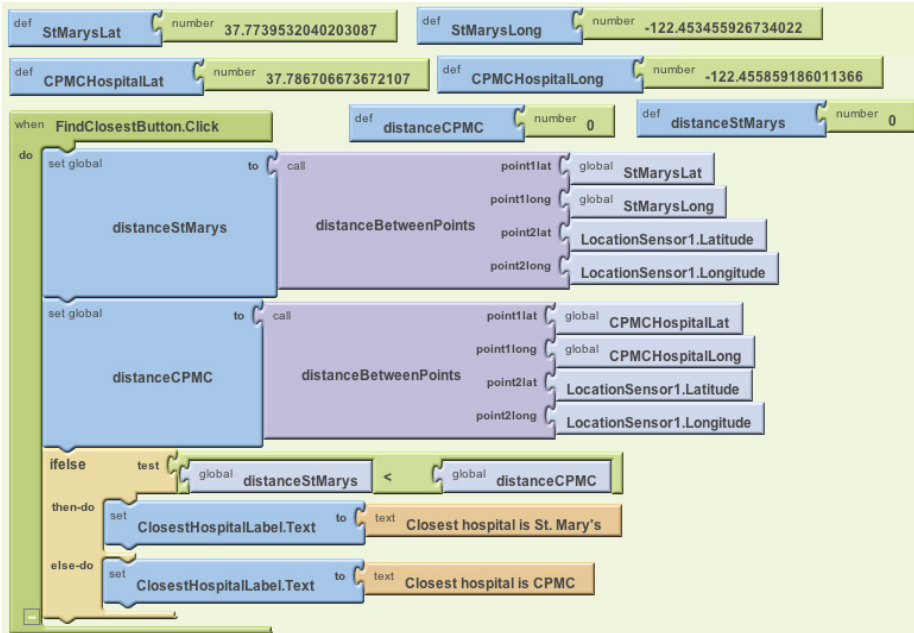 def StMarysLat number 37.7739532040203087
def StMarysLong number -122.453455926734022
def CPMCHospitalLat number 37.786706673672107
def CPMCHospitalLong number -122.455859186011366
when FindClosestButton.Click
def distanceCPMC number 0
def distanceStMarys number 0
do
set global distanceStMarys to
call distanceBetweenPoints
point1lat global StMarysLat
point1long global StMarysLong
point2lat LocationSensor1.Latitude
point2long LocationSensor1.Longitude
set global distanceCPMC to
call distanceBetweenPoints
point1lat global CPMCHospitalLat
point1long global CPMCHospitalLong
point2lat LocationSensor1.Latitude
point2long LocationSensor1.Longitude
ifelse test global distanceStMarys < global distanceCPMC
then-do set ClosestHospitalLabel.Text to text Closest hospital is St. Mary's
else-do set ClosestHospitalLabel.Text to text Closest hospital is CPMC